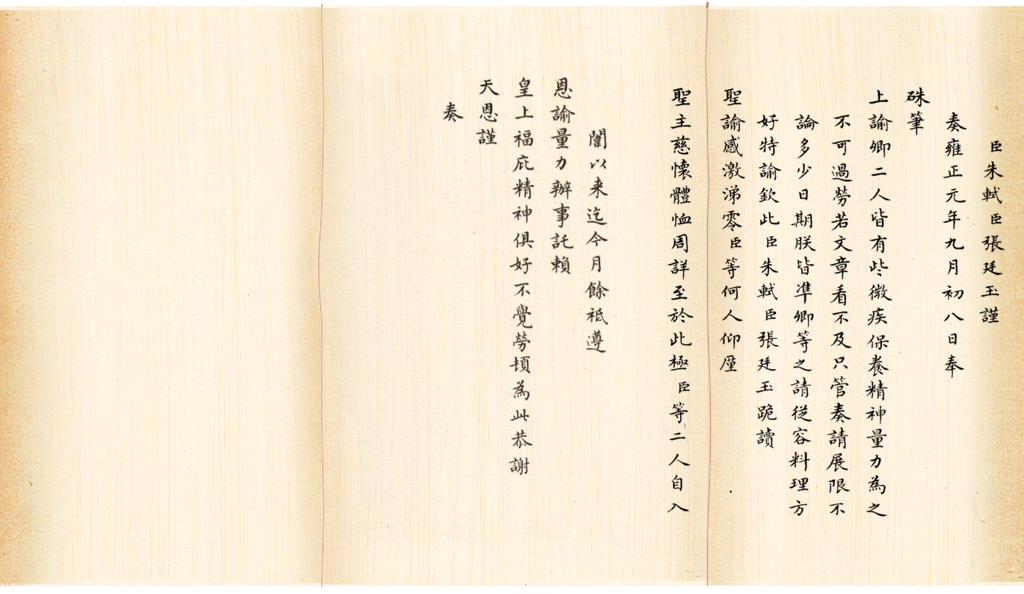 臣朱軾臣張廷玉謹
奏雍正元年九月初八日奉
硃筆
上諭卿二人皆有些微疾保養精神量力為之
不可過勞若文章看不及只管奏請展限不
論多少日期朕皆準卿等之請從容料理方
好特諭欽此臣朱軾臣張廷玉跪讀
聖諭感激涕零臣等何人仰廑
聖主慈懷體恤周詳至於此極臣等二人自入
闈以来迄今月餘祗遵
恩諭量力辦事託賴
皇上福庇精神俱好不覺勞頓為此恭謝
天恩謹
奏